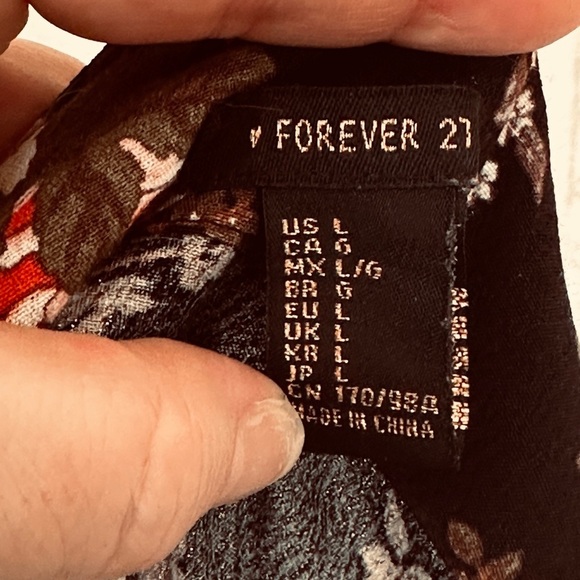 FOREVER 21
US L
CA G
MX L/G
BR G
EU L
UK L
KR L
JP L
CN 170/98A
MADE IN CHINA